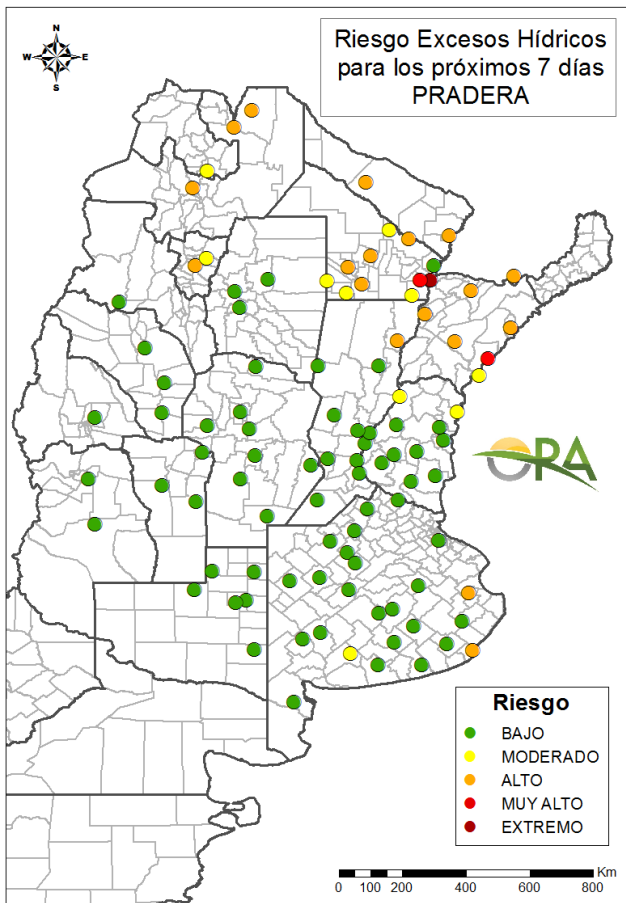 Riesgo Excesos Hídricos
para los próximos 7 días
PRADERA
N
W E
S
ORA
Riesgo
BAJO
MODERADO
ALTO
MUY ALTO
EXTREMO
Km
0 100 200 400 600 800